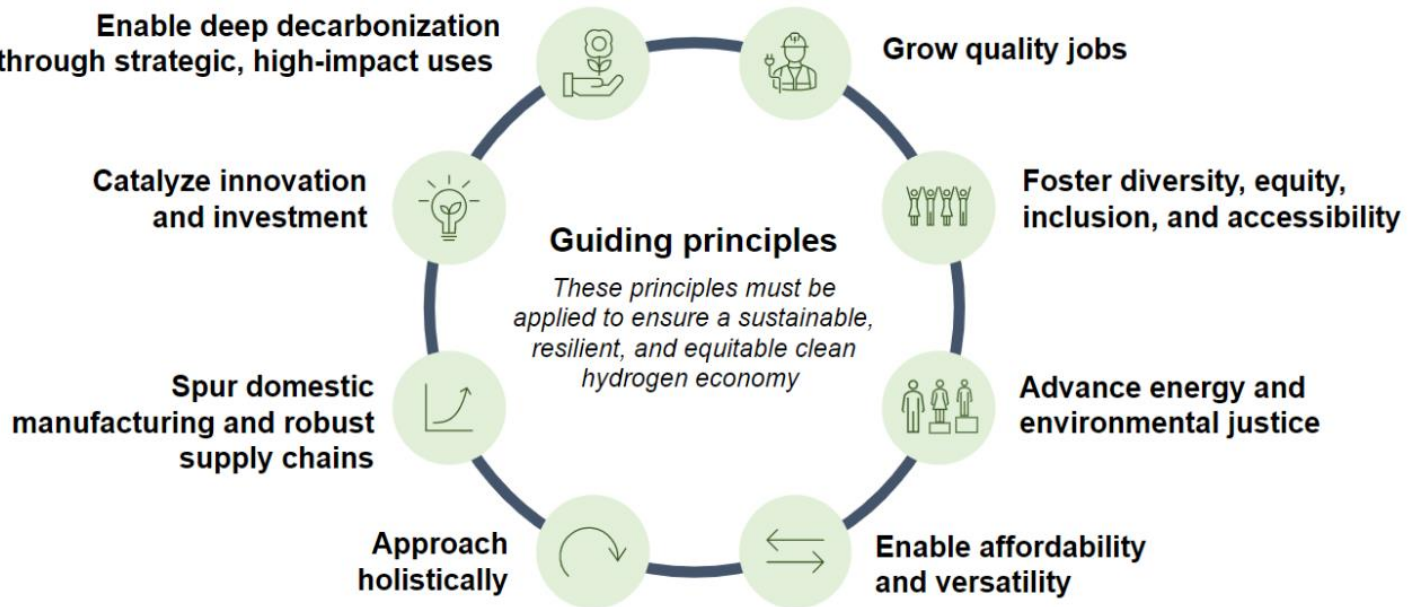 Enable deep decarbonization
through strategic, high-impact uses
Grow quality jobs
Catalyze innovation
and investment
Foster diversity, equity,
inclusion, and accessibility
Guiding principles
These principles must be
applied to ensure a sustainable,
resilient, and equitable clean
hydrogen economy
Spur domestic
manufacturing and robust
supply chains
Advance energy and
environmental justice
Approach
holistically
Enable affordability
and versatility